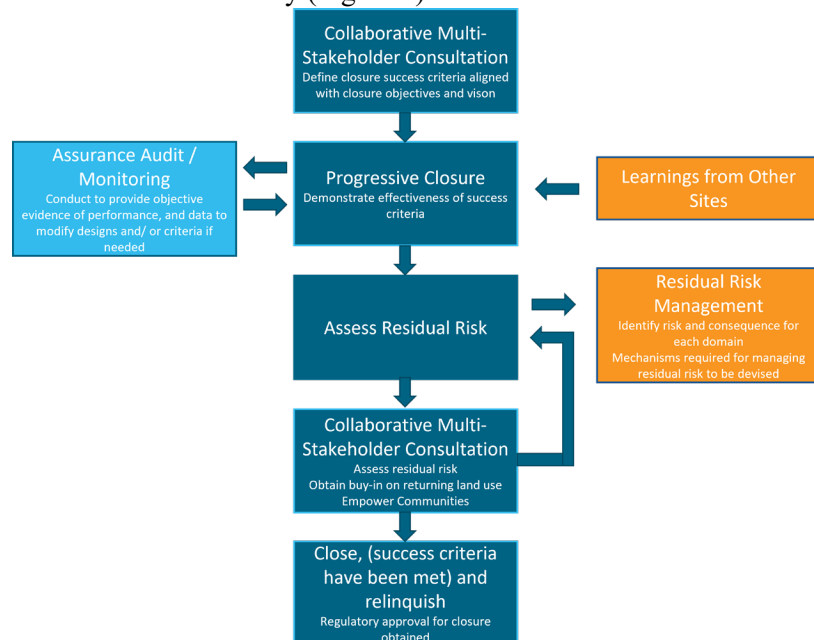 Collaborative Multi-
Stakeholder Consultation
Define closure success criteria aligned
with closure objectives and vison
Assurance Audit /
Monitoring
Conduct to provide objective
evidence of performance, and data to
modify designs and/ or criteria if
needed
Progressive Closure
Demonstrate effectiveness of success
criteria
Learnings from Other
Sites
Assess Residual Risk
Residual Risk
Management
Identify risk and consequence for
each domain
Mechanisms required for managing
residual risk to be devised
Collaborative Multi-
Stakeholder Consultation
Assess residual risk
Obtain buy-in on returning land use
Empower Communities
Close, (success criteria
have been met) and
relinquish
Regulatory approval for closure
obtained